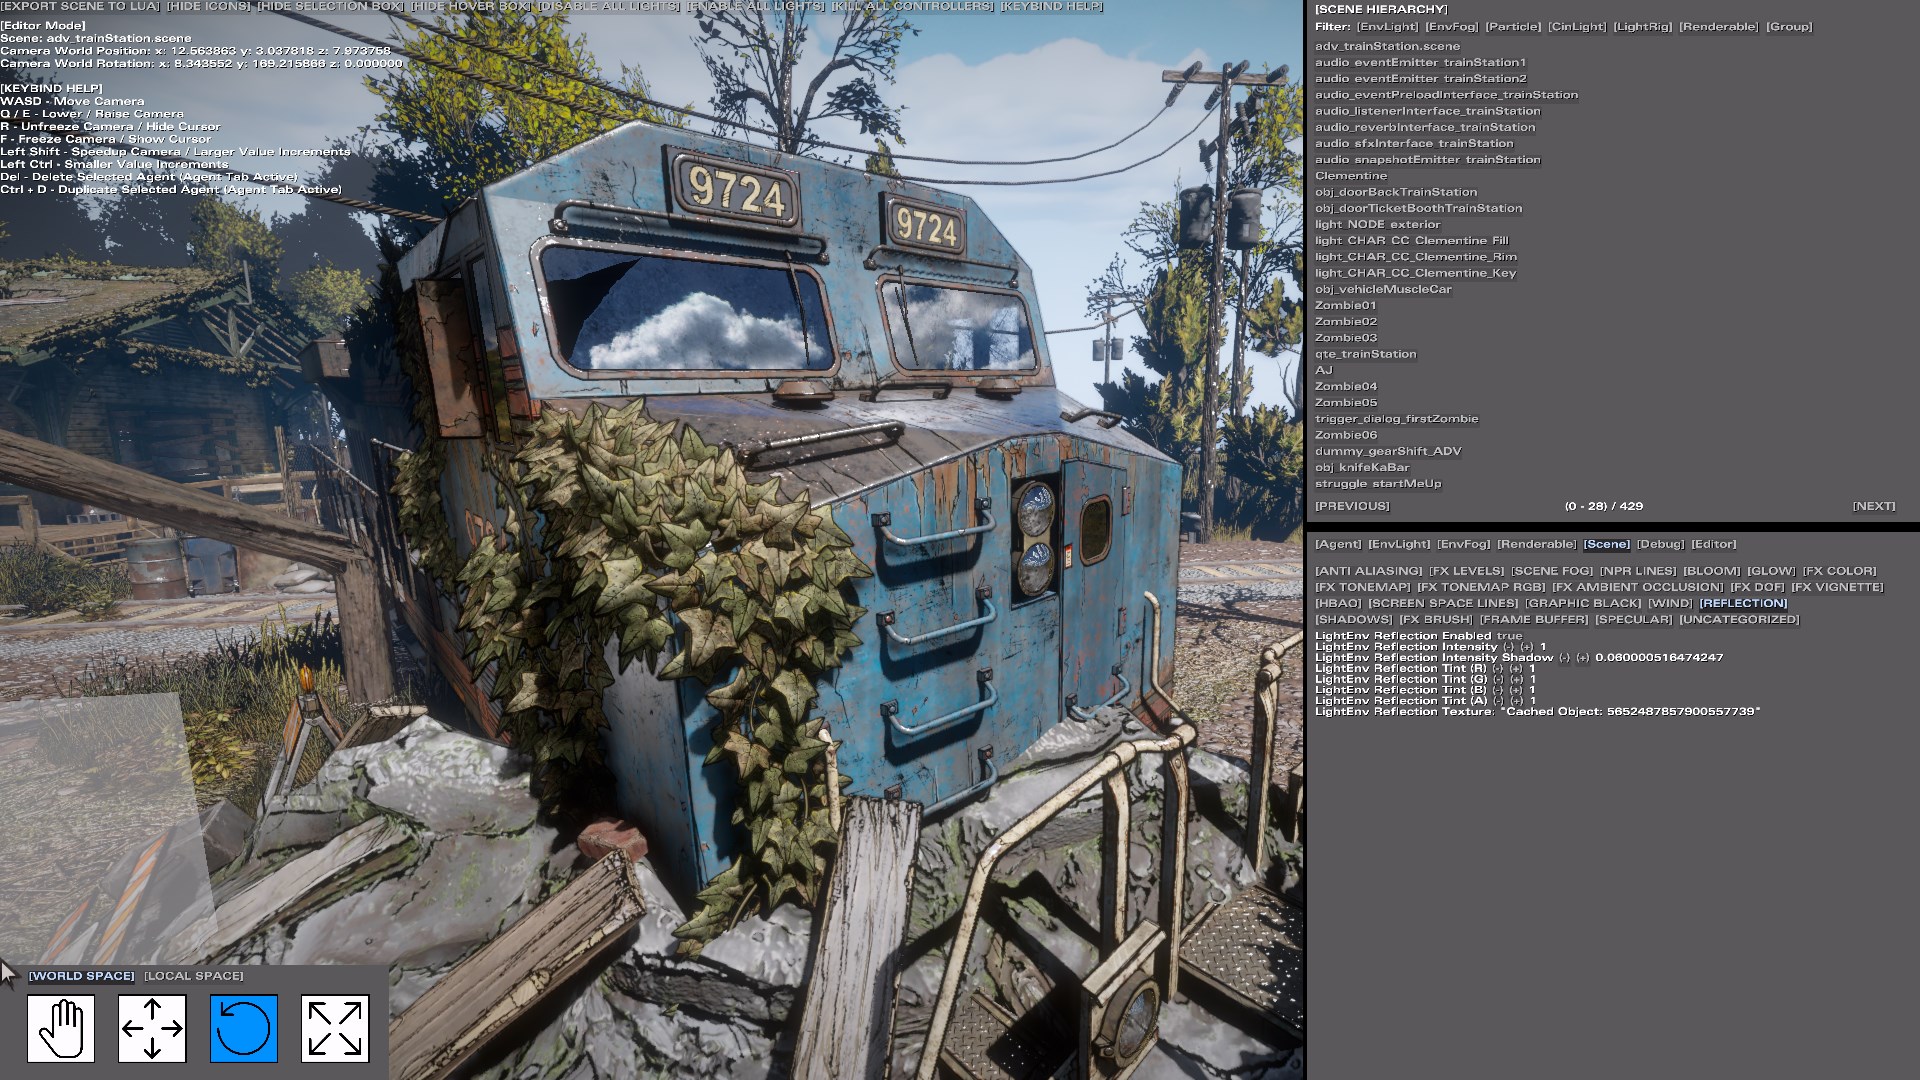 [EXPORT SCENE TO LUA] [HIDE ICONS] [HIDE SELECTION BOX] [HIDE HOVER BOX] [DISABLE ALL LIGHTS] [ENABLE ALL LIGHTS] [KILL ALL CONTROLLERS] [KEYBIND HELP]
[Editor Mode]
Scene: adv_trainStation.scene
Camera World Position: x: 12.563863 y: 3.037818 z: 7.973758
Camera World Rotation: x: 8.343552 y: 169.215866 z: 0.000000
[KEYBIND HELP]
WASD - Move Camera
Q / E - Lower / Raise Camera
R - Unfreeze Camera / Hide Cursor
F - Freeze Camera / Show Cursor
Left Shift - Speedup Camera / Larger Value Increments
Left Ctrl - Smaller Value Increments
Del - Delete Selected Agent (Agent Tab Active)
Ctrl + D - Duplicate Selected Agent (Agent Tab Active)
9724
9724
[WORLD SPACE] [LOCAL SPACE]
[SCENE HIERARCHY]
Filter: [EnvLight] [EnvFog] [Particle] [CinLight] [LightRig] [Renderable] [Group]
adv_trainStation.scene
audio_eventEmitter_trainStation1
audio_eventEmitter_trainStation2
audio_eventPreloadInterface_trainStation
audio_listenerInterface_trainStation
audio_reverbInterface_trainStation
audio_sfxInterface_trainStation
audio_snapshotEmitter_trainStation
Clementine
obj_doorBackTrainStation
obj_doorTicketBoothTrainStation
light_NODE_exterior
light_CHAR_CC_Clementine_Fill
light_CHAR_CC_Clementine_Rim
light_CHAR_CC_Clementine_Key
obj_vehicleMuscleCar
Zombie01
Zombie02
Zombie03
qte_trainStation
AJ
Zombie04
Zombie05
trigger_dialog_firstZombie
Zombie06
dummy_gearShift_ADV
obj_knifeKaBar
struggle_startMeUp
[PREVIOUS] (0 - 28) / 429 [NEXT]
[Agent] [EnvLight] [EnvFog] [Renderable] [Scene] [Debug] [Editor]
[ANTI ALIASING] [FX LEVELS] [SCENE FOG] [NPR LINES] [BLOOM] [GLOW] [FX COLOR]
[FX TONEMAP] [FX TONEMAP RGB] [FX AMBIENT OCCLUSION] [FX DOF] [FX VIGNETTE]
[HBAO] [SCREEN SPACE LINES] [GRAPHIC BLACK] [WIND] [REFLECTION]
[SHADOWS] [FX BRUSH] [FRAME BUFFER] [SPECULAR] [UNCATEGORIZED]
LightEnv Reflection Enabled true
LightEnv Reflection Intensity (-) (+) 1
LightEnv Reflection Intensity Shadow (-) (+) 0.060000516474247
LightEnv Reflection Tint (R) (-) (+) 1
LightEnv Reflection Tint (G) (-) (+) 1
LightEnv Reflection Tint (B) (-) (+) 1
LightEnv Reflection Tint (A) (-) (+) 1
LightEnv Reflection Texture: "Cached Object: 5652487857900557739"